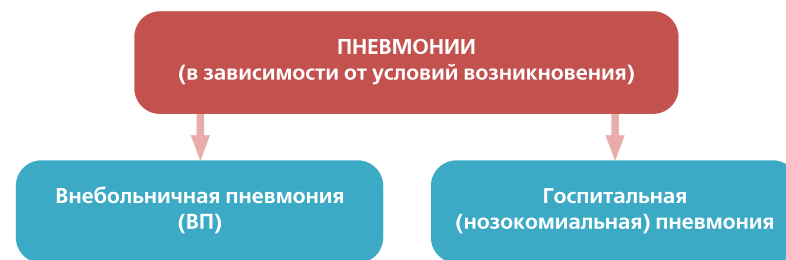 ПНЕВМОНИИ
(в зависимости от условий возникновения)
Внебольничная пневмония
(ВП)
Госпитальная
(нозокомиальная) пневмония